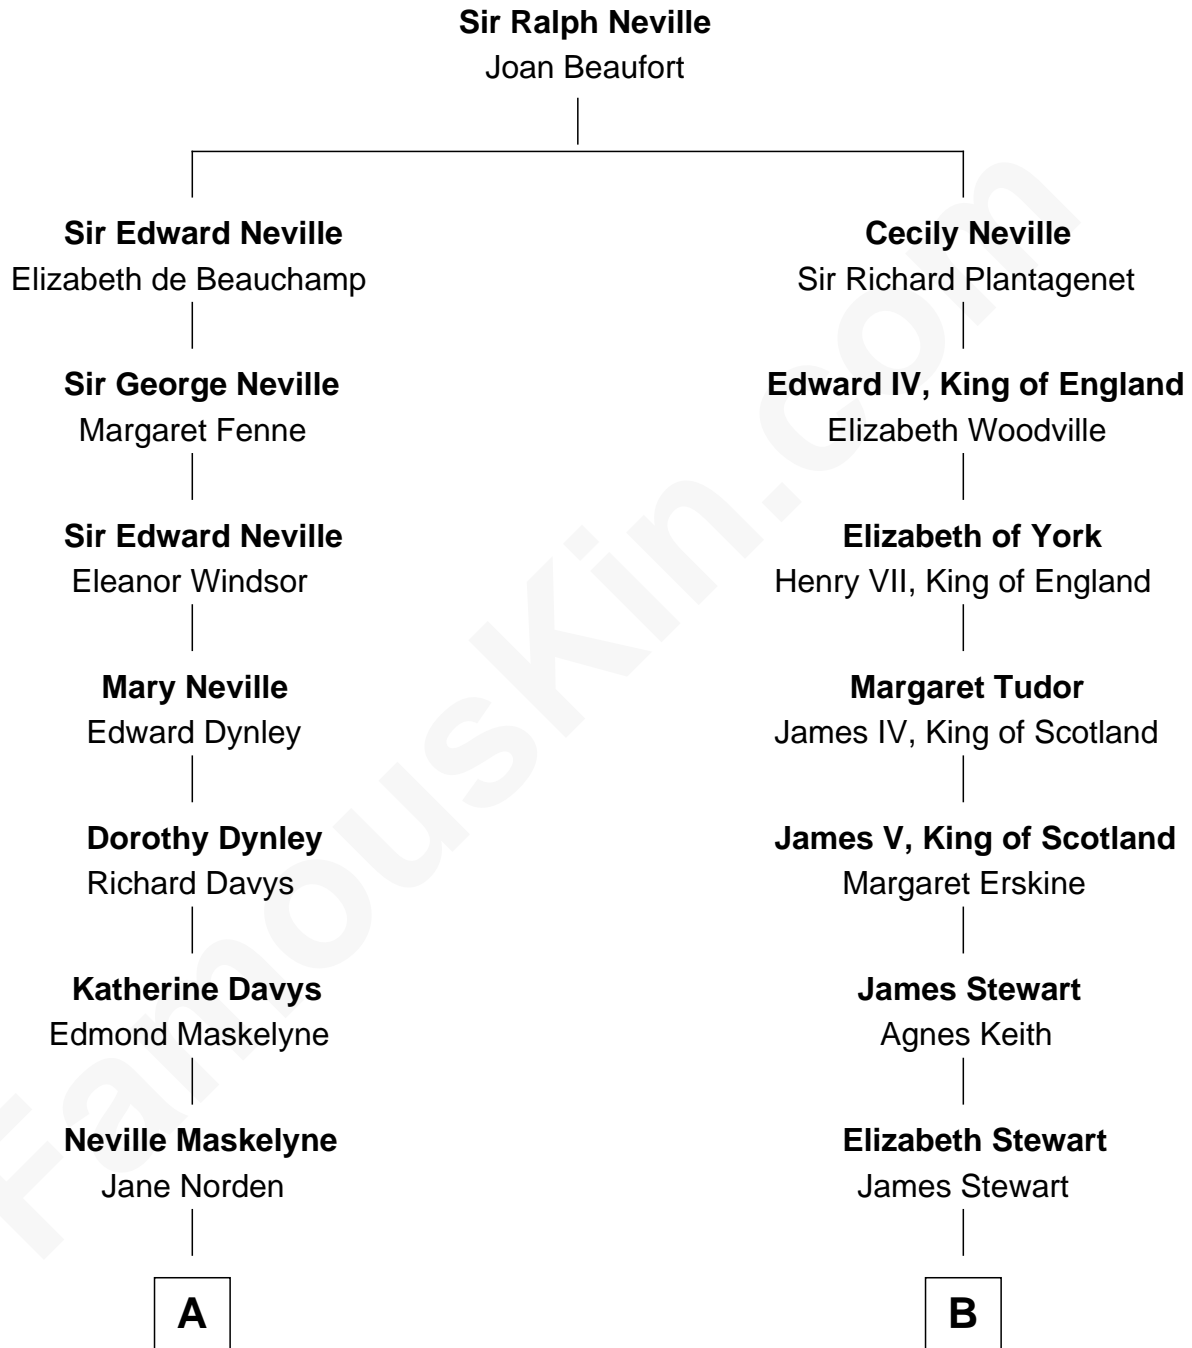 Sir Ralph Neville
Joan Beaufort
Sir Edward Neville
Elizabeth de Beauchamp
Cecily Neville
Sir Richard Plantagenet
Sir George Neville
Margaret Fenne
Edward IV, King of England
Elizabeth Woodville
Sir Edward Neville
Eleanor Windsor
Elizabeth of York
Henry VII, King of England
Mary Neville
Edward Dynley
Margaret Tudor
James IV, King of Scotland
Dorothy Dynley
Richard Davys
James V, King of Scotland
Margaret Erskine
Katherine Davys
Edmond Maskelyne
James Stewart
Agnes Keith
Neville Maskelyne
Jane Norden
Elizabeth Stewart
James Stewart
A
B
FamousKin.com